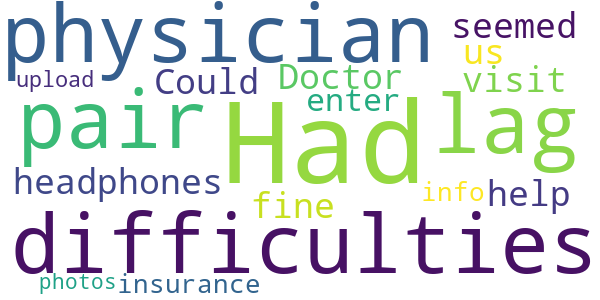 physician
seemed
us
upload
Could
Doctor
visit
enter
pair
Had
lag
headphones
info
help
fine
difficulties
photos
insurance